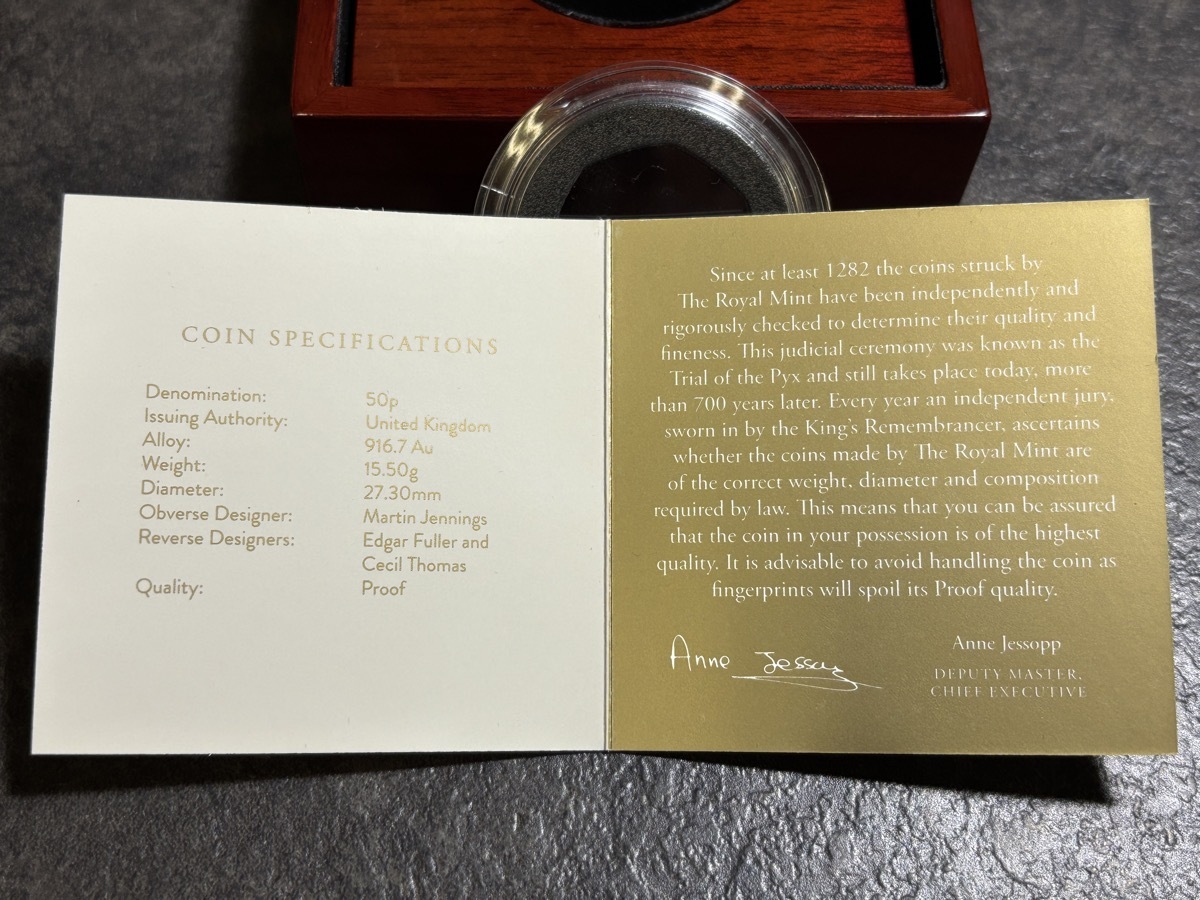 COIN SPECIFICATIONS
Denomination: 50p
Issuing Authority: United Kingdom
Alloy: 916.7 Au
Weight: 15.50g
Diameter: 27.30mm
Obverse Designer: Martin Jennings
Reverse Designers: Edgar Fuller and
Cecil Thomas
Quality: Proof
Since at least 1282 the coins struck by
The Royal Mint have been independently and
rigorously checked to determine their quality and
fineness. This judicial ceremony was known as the
Trial of the Pyx and still takes place today, more
than 700 years later. Every year an independent jury,
sworn in by the King's Remembrancer, ascertains
whether the coins made by The Royal Mint are
of the correct weight, diameter and composition
required by law. This means that you can be assured
that the coin in your possession is of the highest
quality. It is advisable to avoid handling the coin as
fingerprints will spoil its Proof quality.
Anne Jessopp
Anne Jessopp
DEPUTY MASTER,
CHIEF EXECUTIVE